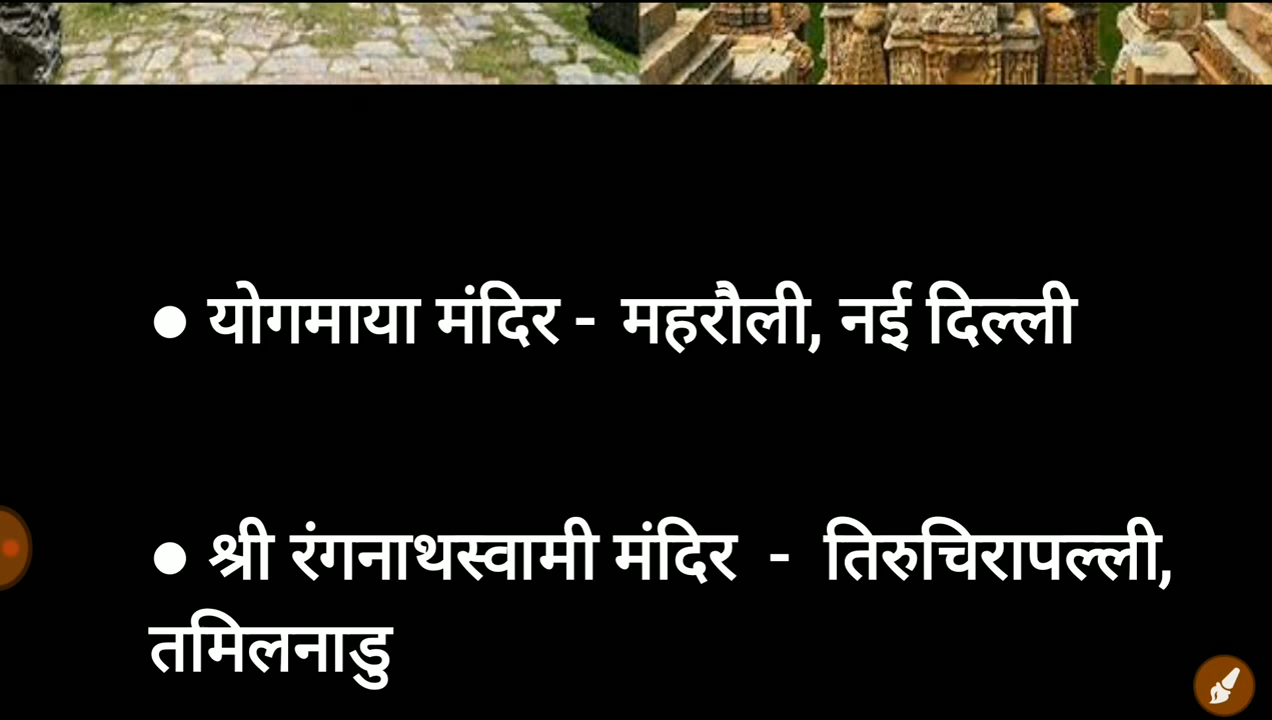 ● योगमाया मंदिर - महरौली, नई दिल्ली
● श्री रंगनाथस्वामी मंदिर - तिरुचिरापल्ली,
तमिलनाडु